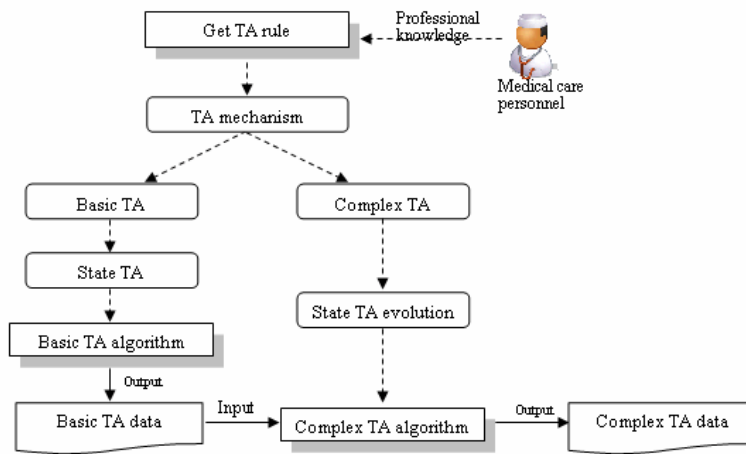 Professional
knowledge
Get TA rule
Medical care
personnel
TA mechanism
Basic TA
Complex TA
State TA
State TA evolution
Basic TA algorithm
Output
Basic TA data
Input
Complex TA algorithm
Output
Complex TA data